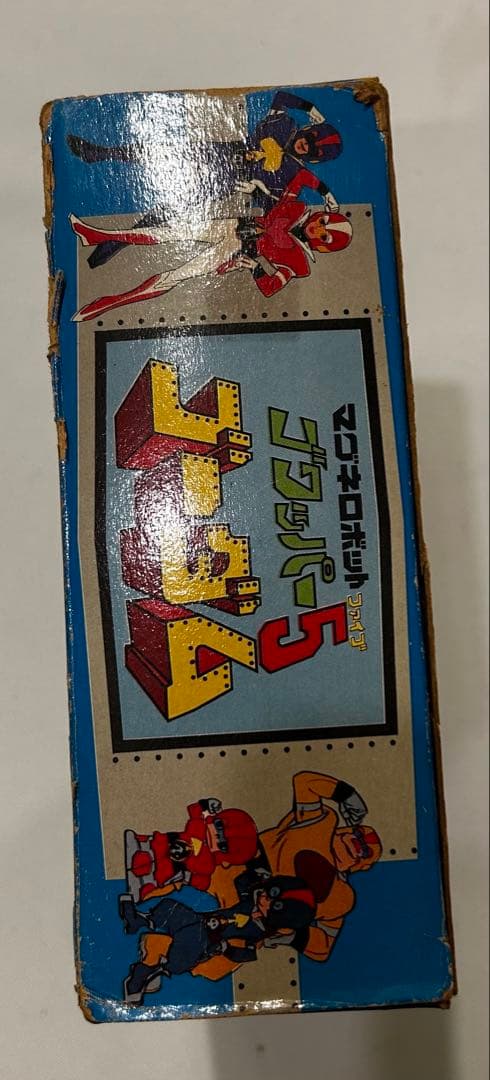 マグネロボット
ゴワッパー5
ファイブ
ゴーダム